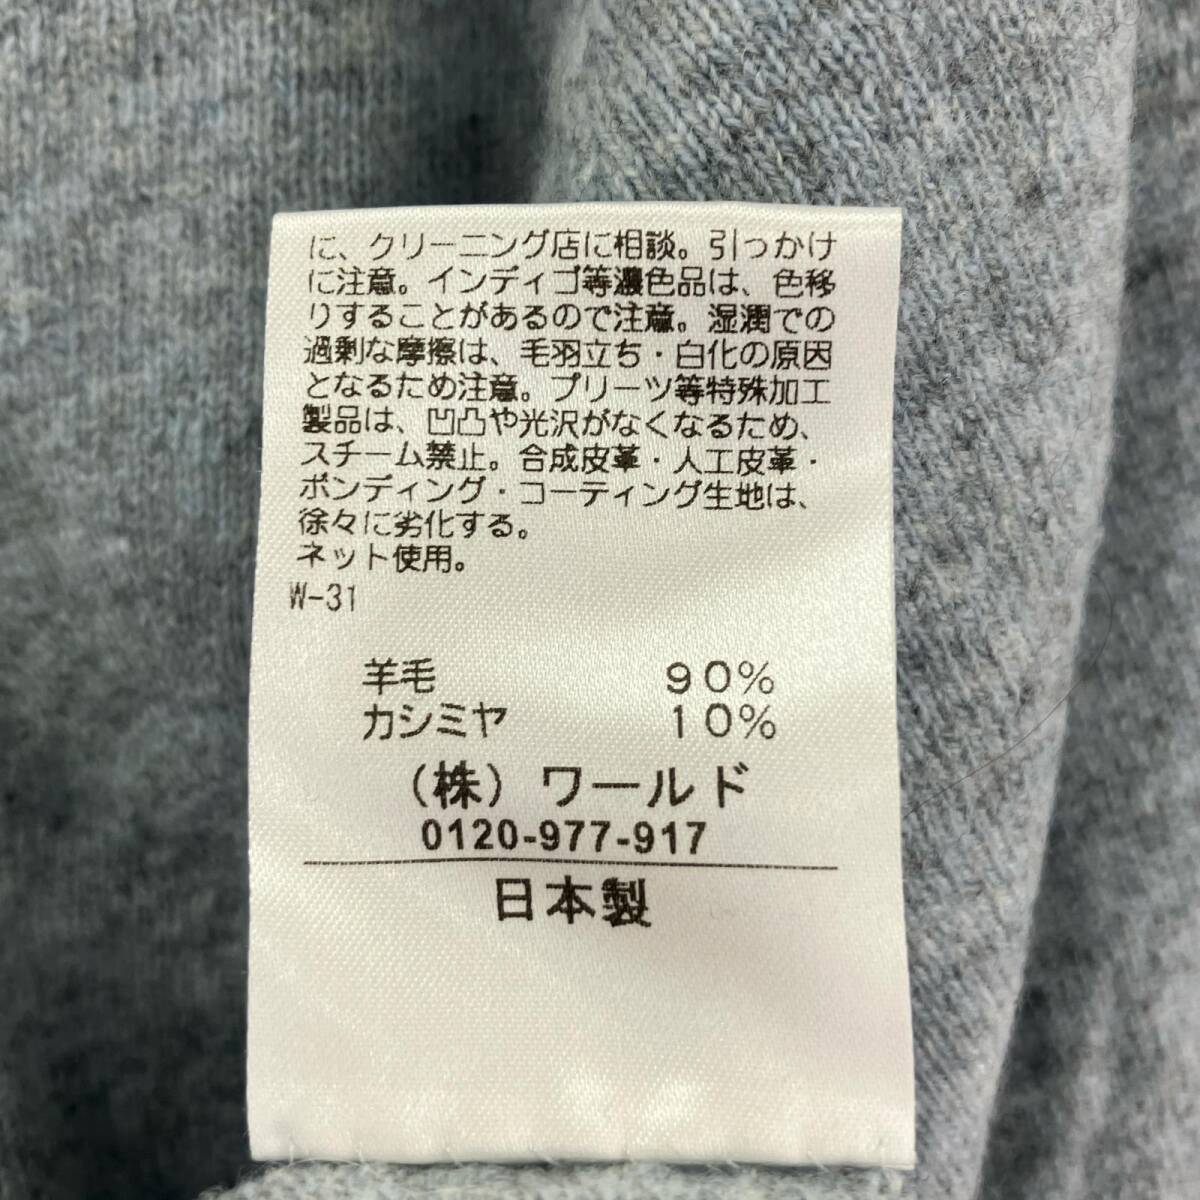 に、クリーニング店に相談。引っかけ
に注意。インディゴ等濃色品は、色移
りすることがあるので注意。湿潤での
過剰な摩擦は、毛羽立ち・白化の原因
となるため注意。プリーツ等特殊加工
製品は、凹凸や光沢がなくなるため、
スチーム禁止。合成皮革・人工皮革・
ボンディング・コーティング生地は、
徐々に劣化する。
ネット使用。
W-31
羊毛 90%
カシミヤ 10%
(株)ワールド
0120-977-917
日本製